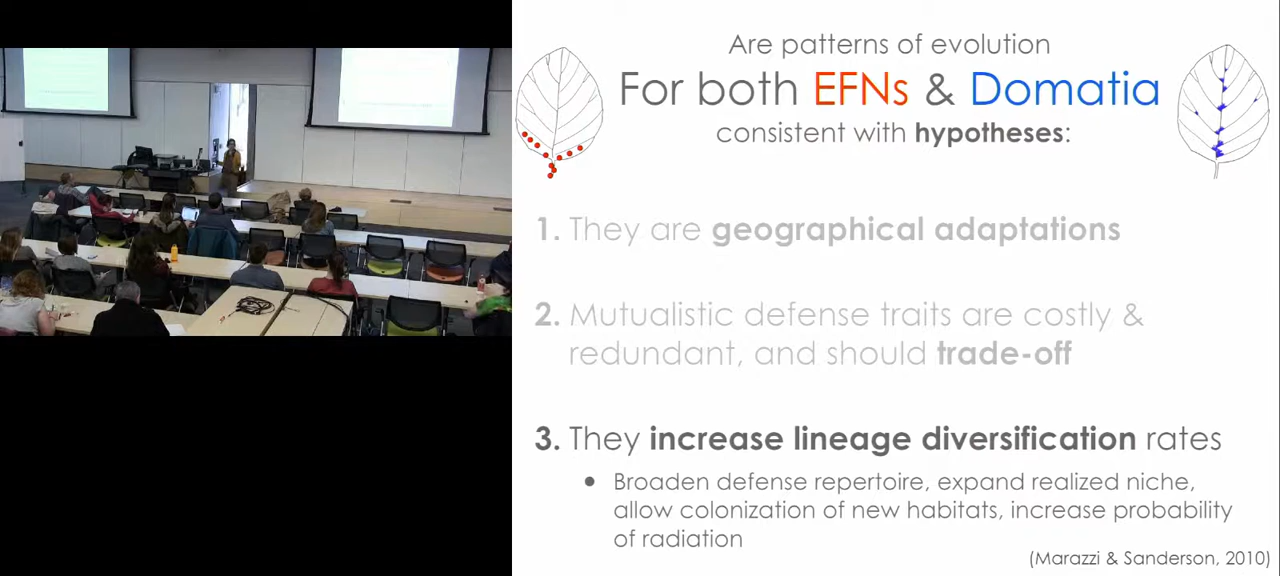 Are patterns of evolution
For both EFNs & Domatia
consistent with hypotheses:
1. They are geographical adaptations
2. Mutualistic defense traits are costly &
redundant, and should trade-off
3. They increase lineage diversification rates
• Broaden defense repertoire, expand realized niche,
allow colonization of new habitats, increase probability
of radiation
(Marazzi & Sanderson, 2010)